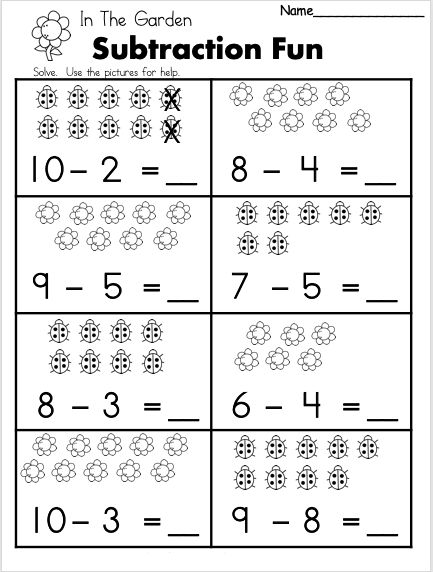 Name_________________
In The Garden
Subtraction Fun
Solve. Use the pictures for help.
10 - 2 = __
8 - 4 = __
9 - 5 = __
7 - 5 = __
8 - 3 = __
6 - 4 = __
10 - 3 = __
9 - 8 = __